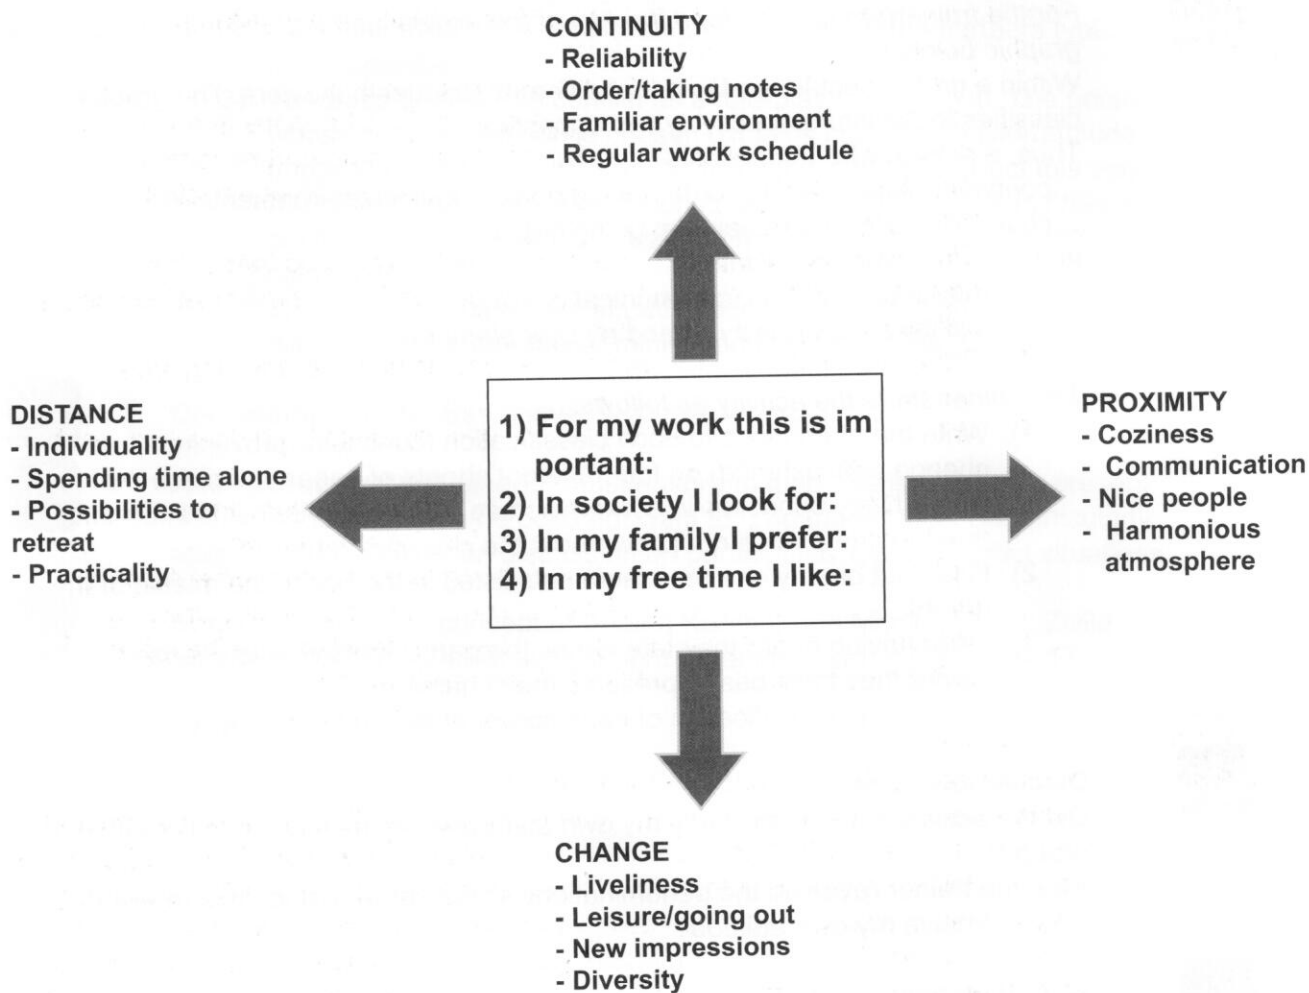 CONTINUITY
- Reliability
- Order/taking notes
- Familiar environment
- Regular work schedule
DISTANCE
- Individuality
- Spending time alone
- Possibilities to
retreat
- Practicality
1) For my work this is im
portant:
2) In society I look for:
3) In my family I prefer:
4) In my free time I like:
PROXIMITY
- Coziness
- Communication
- Nice people
- Harmonious
atmosphere
CHANGE
- Liveliness
- Leisure/going out
- New impressions
- Diversity